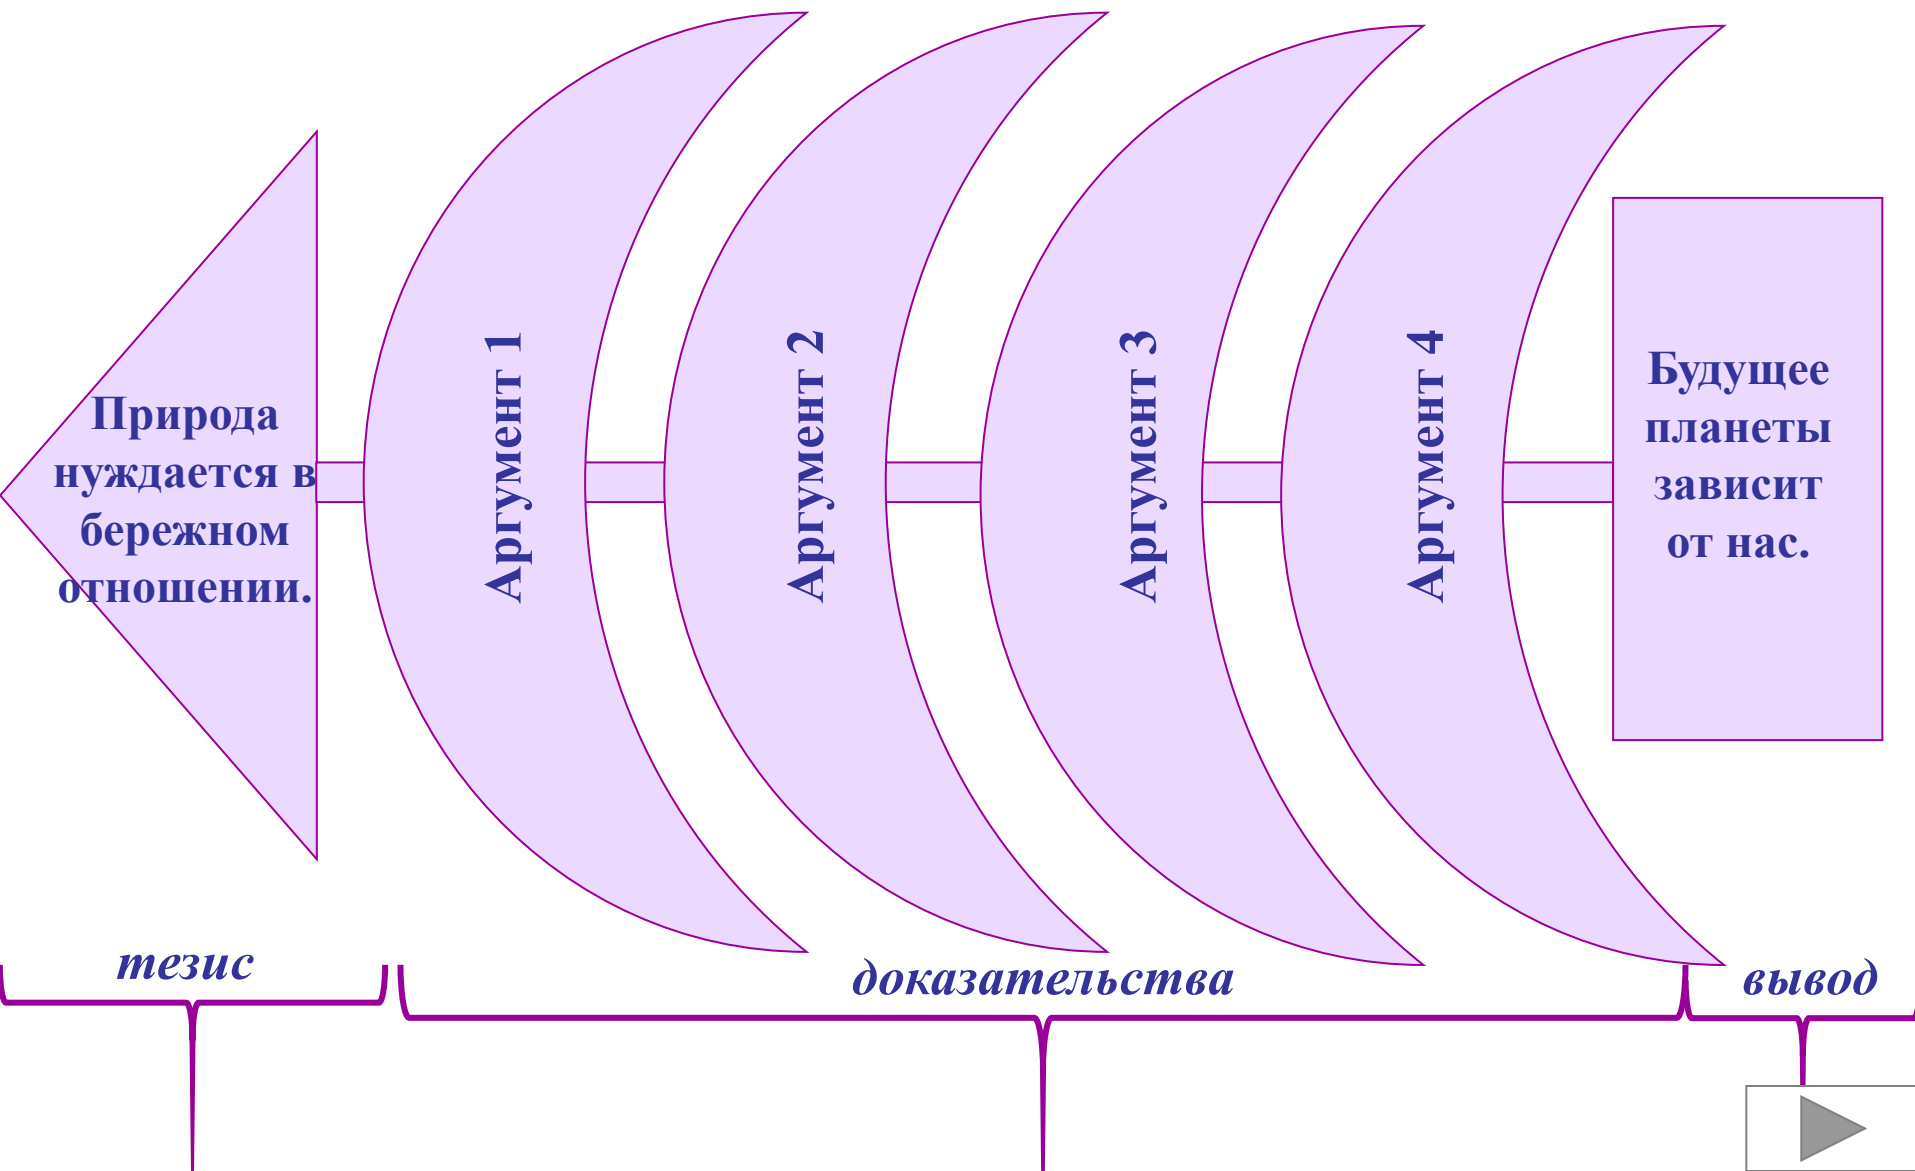 Природа
нуждается в
бережном
отношении.
Аргумент 1
Аргумент 2
Аргумент 3
Аргумент 4
Будущее
планеты
зависит
от нас.
тезис
доказательства
вывод